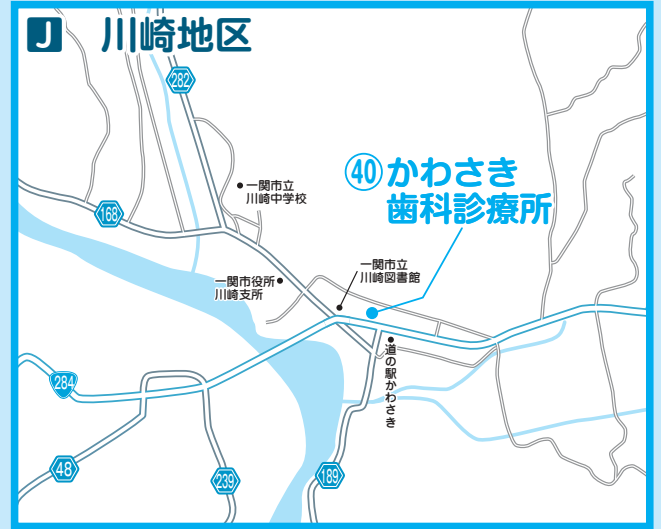 J 川崎地区
282
一関市立
川崎中学校
㊵かわさき
歯科診療所
168
一関市立
川崎図書館
一関市役所
川崎支所
道の駅かわさき
284
48
239
189